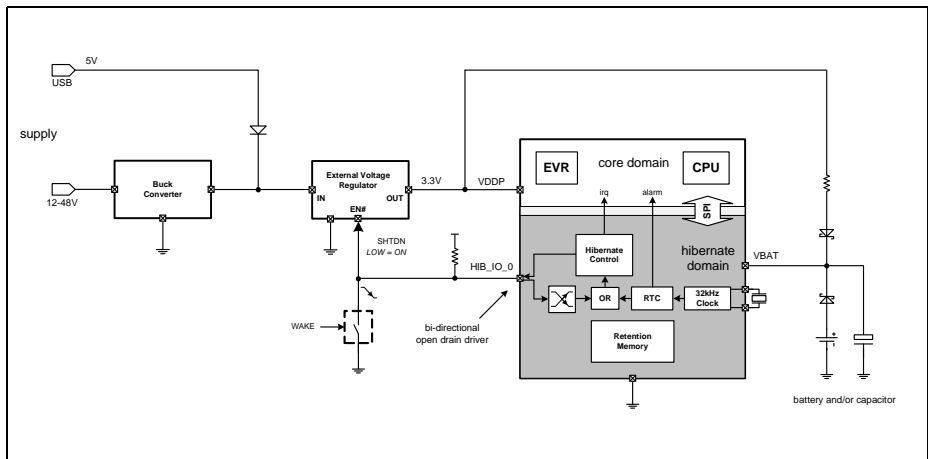 5V
USB
supply
Buck
Converter
12-48V
External Voltage
Regulator
IN
OUT
EN#
3.3V
VDDP
SHTDN
LOW = ON
HIB_IO_0
WAKE
bi-directional
open drain driver
EVR
core domain
CPU
irq
alarm
SPI
Hibernate
Control
hibernate
domain
VBAT
OR
RTC
32kHz
Clock
Retention
Memory
+
-
battery and/or capacitor